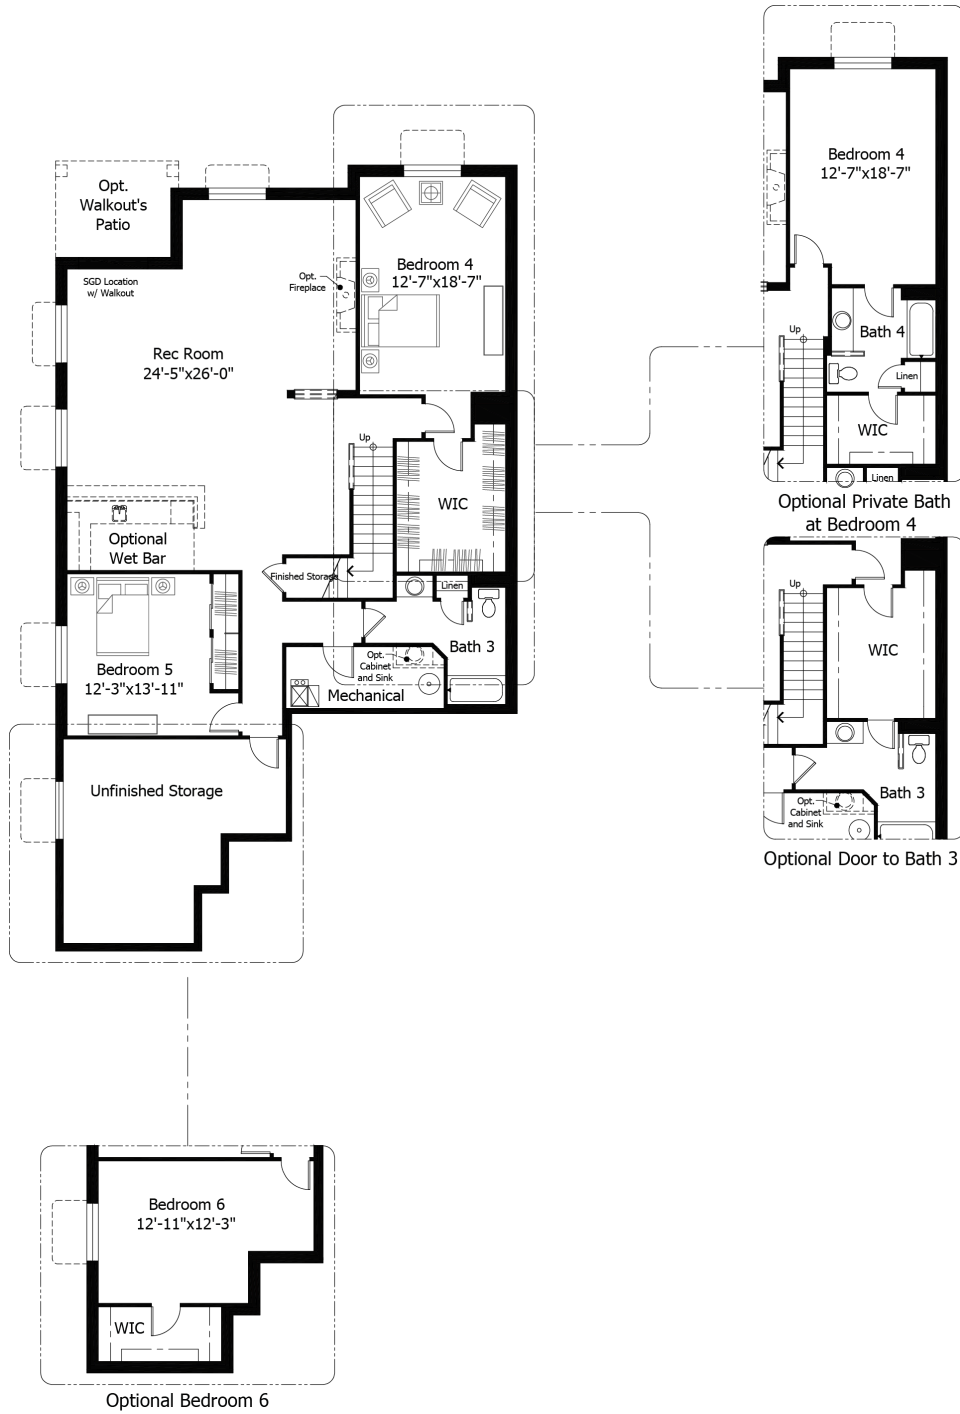 Opt.
Walkout's
Patio
SGD Location
w/ Walkout
Opt.
Fireplace
Bedroom 4
12'-7"x18'-7"
Rec Room
24'-5"x26'-0"
Up
WIC
Optional
Wet Bar
Finished Storage
Linen
Bath 3
Opt.
Cabinet
and Sink
Mechanical
Bedroom 5
12'-3"x13'-11"
Unfinished Storage
Bedroom 4
12'-7"x18'-7"
Up
Bath 4
Linen
WIC
Linen
Optional Private Bath
at Bedroom 4
Up
WIC
Bath 3
Opt.
Cabinet
and Sink
Optional Door to Bath 3
Bedroom 6
12'-11"x12'-3"
WIC
Optional Bedroom 6